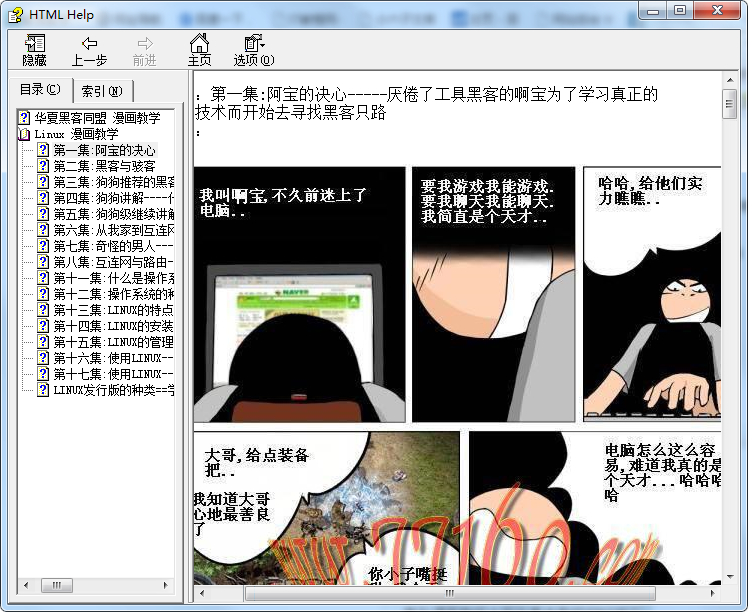 HTML Help
隐藏
上一步
前进
主页
选项(O)
目录(C)
索引(N)
华夏黑客同盟 漫画教学
Linux 漫画教学
第一集:阿宝的决心
第二集:黑客与骇客
第三集:狗狗推荐的黑客
第四集:狗狗讲解----什
第五集:狗狗级继续讲解
第六集:从我家到互连网
第七集:奇怪的男人---
第八集:互连网与路由--
第十一集:什么是操作系
第十二集:操作系统的种
第十三集:LINUX的特点
第十四集:LINUX的安装
第十五集:LINUX的管理
第十六集:使用LINUX--
第十七集:使用LINUX--
LINUX发行版的种类==学
：第一集:阿宝的决心-----厌倦了工具黑客的啊宝为了学习真正的
技术而开始去寻找黑客只路
：
我叫啊宝,不久前迷上了
电脑..
NAVER
要我游戏我能游戏.
要我聊天我能聊天.
我简直是个天才..
哈哈,给他们实
力瞧瞧..
大哥,给点装备
把..
我知道大哥
心地最善良
了
你小子嘴挺
电脑怎么这么容
易,难道我真的是
个天才...哈哈哈
哈